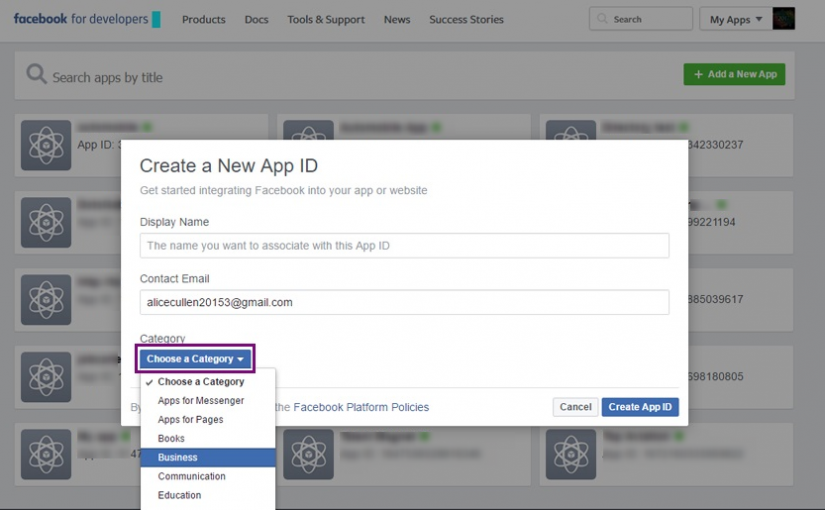 facebook for developers Products Docs Tools & Support News Success Stories Search My Apps
Search apps by title + Add a New App
App ID:
342330237
Create a New App ID
Get started integrating Facebook into your app or website
99221194
Display Name
The name you want to associate with this App ID
Contact Email
885039617
alicecullen20153@gmail.com
Category
Choose a Category
598180805
Choose a Category
Apps for Messenger
By the Facebook Platform Policies Cancel Create App ID
Apps for Pages
Books
Business
Communication
Education